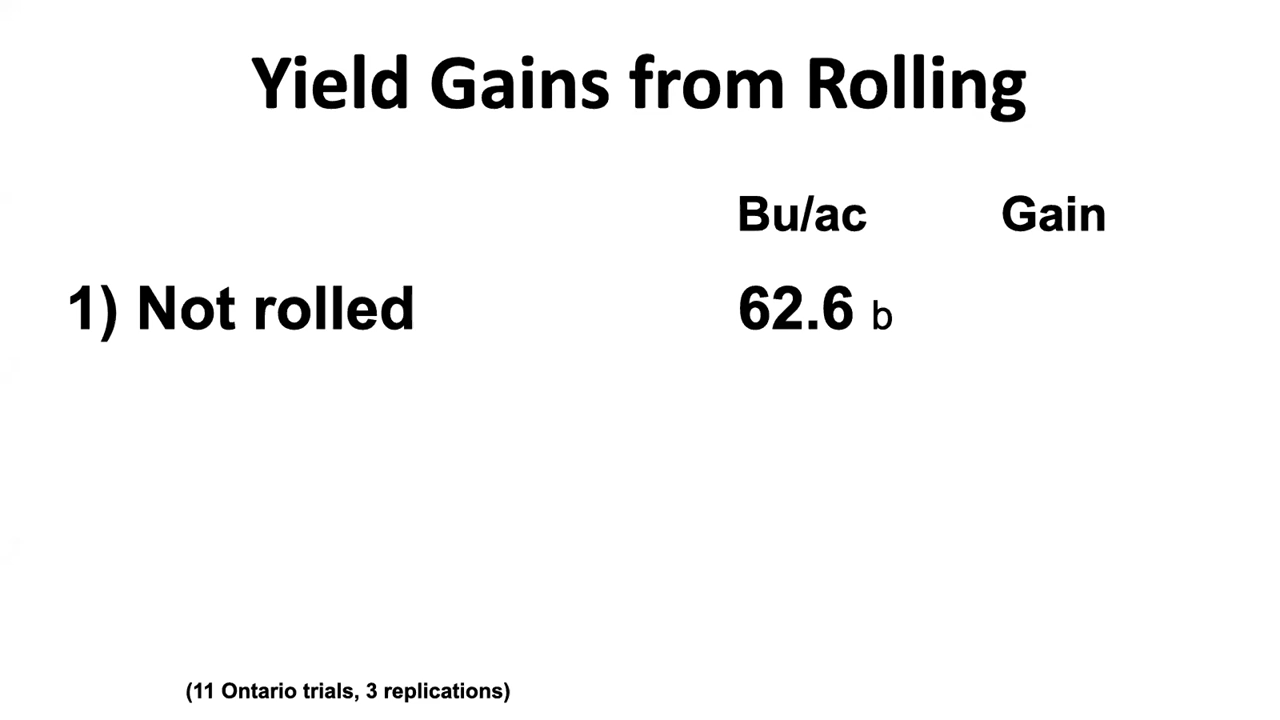 Yield Gains from Rolling
Bu/ac Gain
1) Not rolled 62.6 b
(11 Ontario trials, 3 replications)